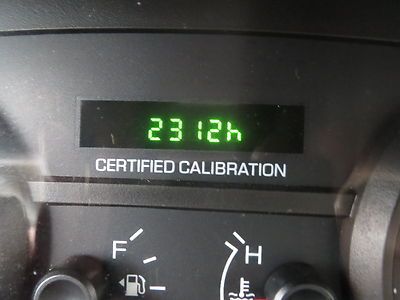 2312h
CERTIFIED CALIBRATION
F H